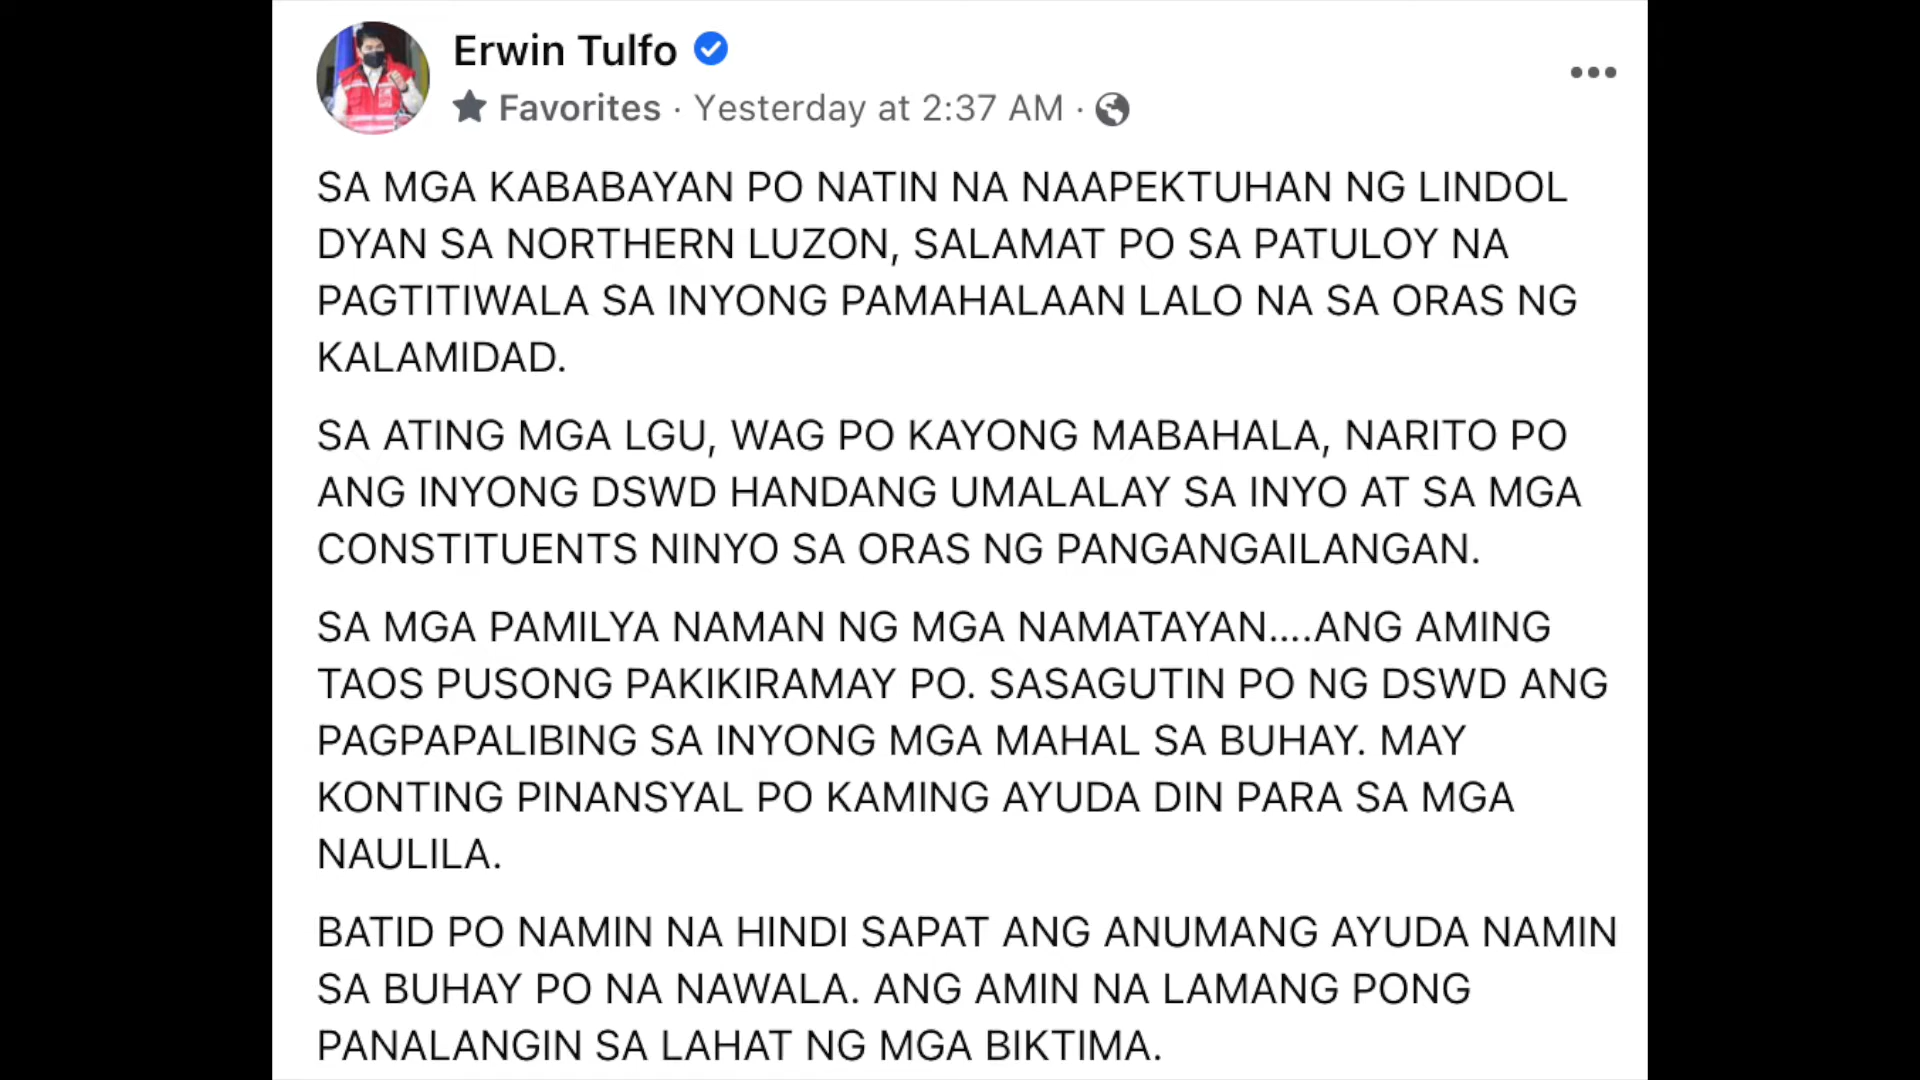 Erwin Tulfo
Favorites · Yesterday at 2:37 AM ·
SA MGA KABABAYAN PO NATIN NA NAAPEKTUHAN NG LINDOL
DYAN SA NORTHERN LUZON, SALAMAT PO SA PATULOY NA
PAGTITIWALA SA INYONG PAMAHALAAN LALO NA SA ORAS NG
KALAMIDAD.
SA ATING MGA LGU, WAG PO KAYONG MABAHALA, NARITO PO
ANG INYONG DSWD HANDANG UMALALAY SA INYO AT SA MGA
CONSTITUENTS NINYO SA ORAS NG PANGANGAILANGAN.
SA MGA PAMILYA NAMAN NG MGA NAMATAYAN....ANG AMING
TAOS PUSONG PAKIKIRAMAY PO. SASAGUTIN PO NG DSWD ANG
PAGPAPALIBING SA INYONG MGA MAHAL SA BUHAY. MAY
KONTING PINANSYAL PO KAMING AYUDA DIN PARA SA MGA
NAULILA.
BATID PO NAMIN NA HINDI SAPAT ANG ANUMANG AYUDA NAMIN
SA BUHAY PO NA NAWALA. ANG AMIN NA LAMANG PONG
PANALANGIN SA LAHAT NG MGA BIKTIMA.